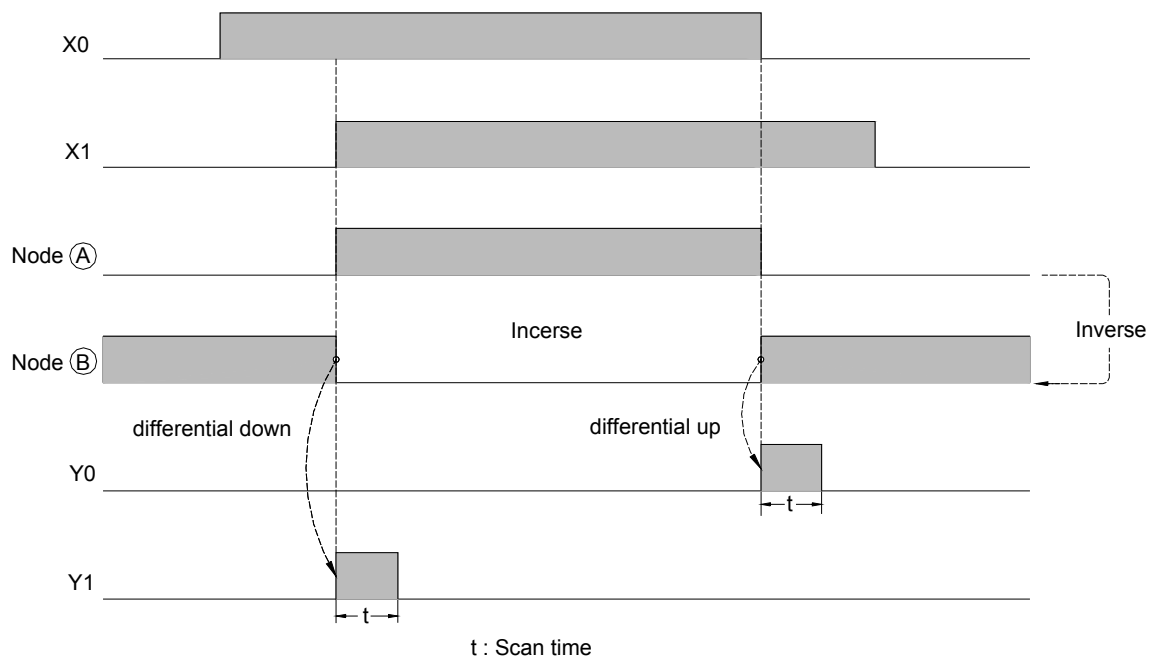 X0
X1
Node Ⓐ
Incerse
Inverse
Node Ⓑ
differential down
differential up
Y0
t
Y1
t
t : Scan time